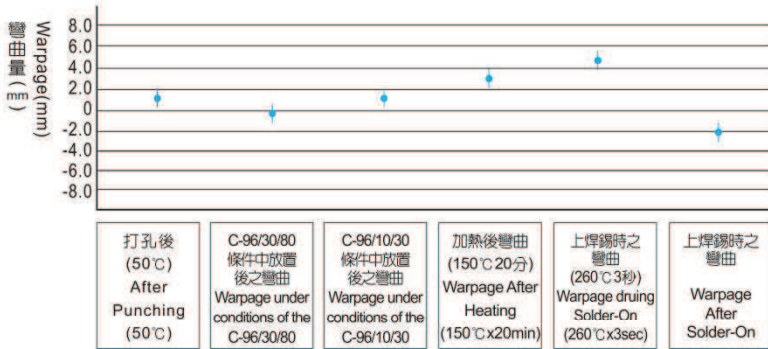 彎曲量(mm)
Warpage(mm)
8.0
6.0
4.0
2.0
0
-2.0
-4.0
-6.0
-8.0
打孔後
(50℃)
After
Punching
(50℃)
C-96/30/80
條件中放置
後之彎曲
Warpage under
conditions of the
C-96/30/80
C-96/10/30
條件中放置
後之彎曲
Warpage under
conditions of the
C-96/10/30
加熱後彎曲
(150℃20分)
Warpage After
Heating
(150℃x20min)
上焊錫時之
彎曲
(260℃3秒)
Warpage druing
Solder-On
(260℃x3sec)
上焊錫時之
彎曲
Warpage
After
Solder-On